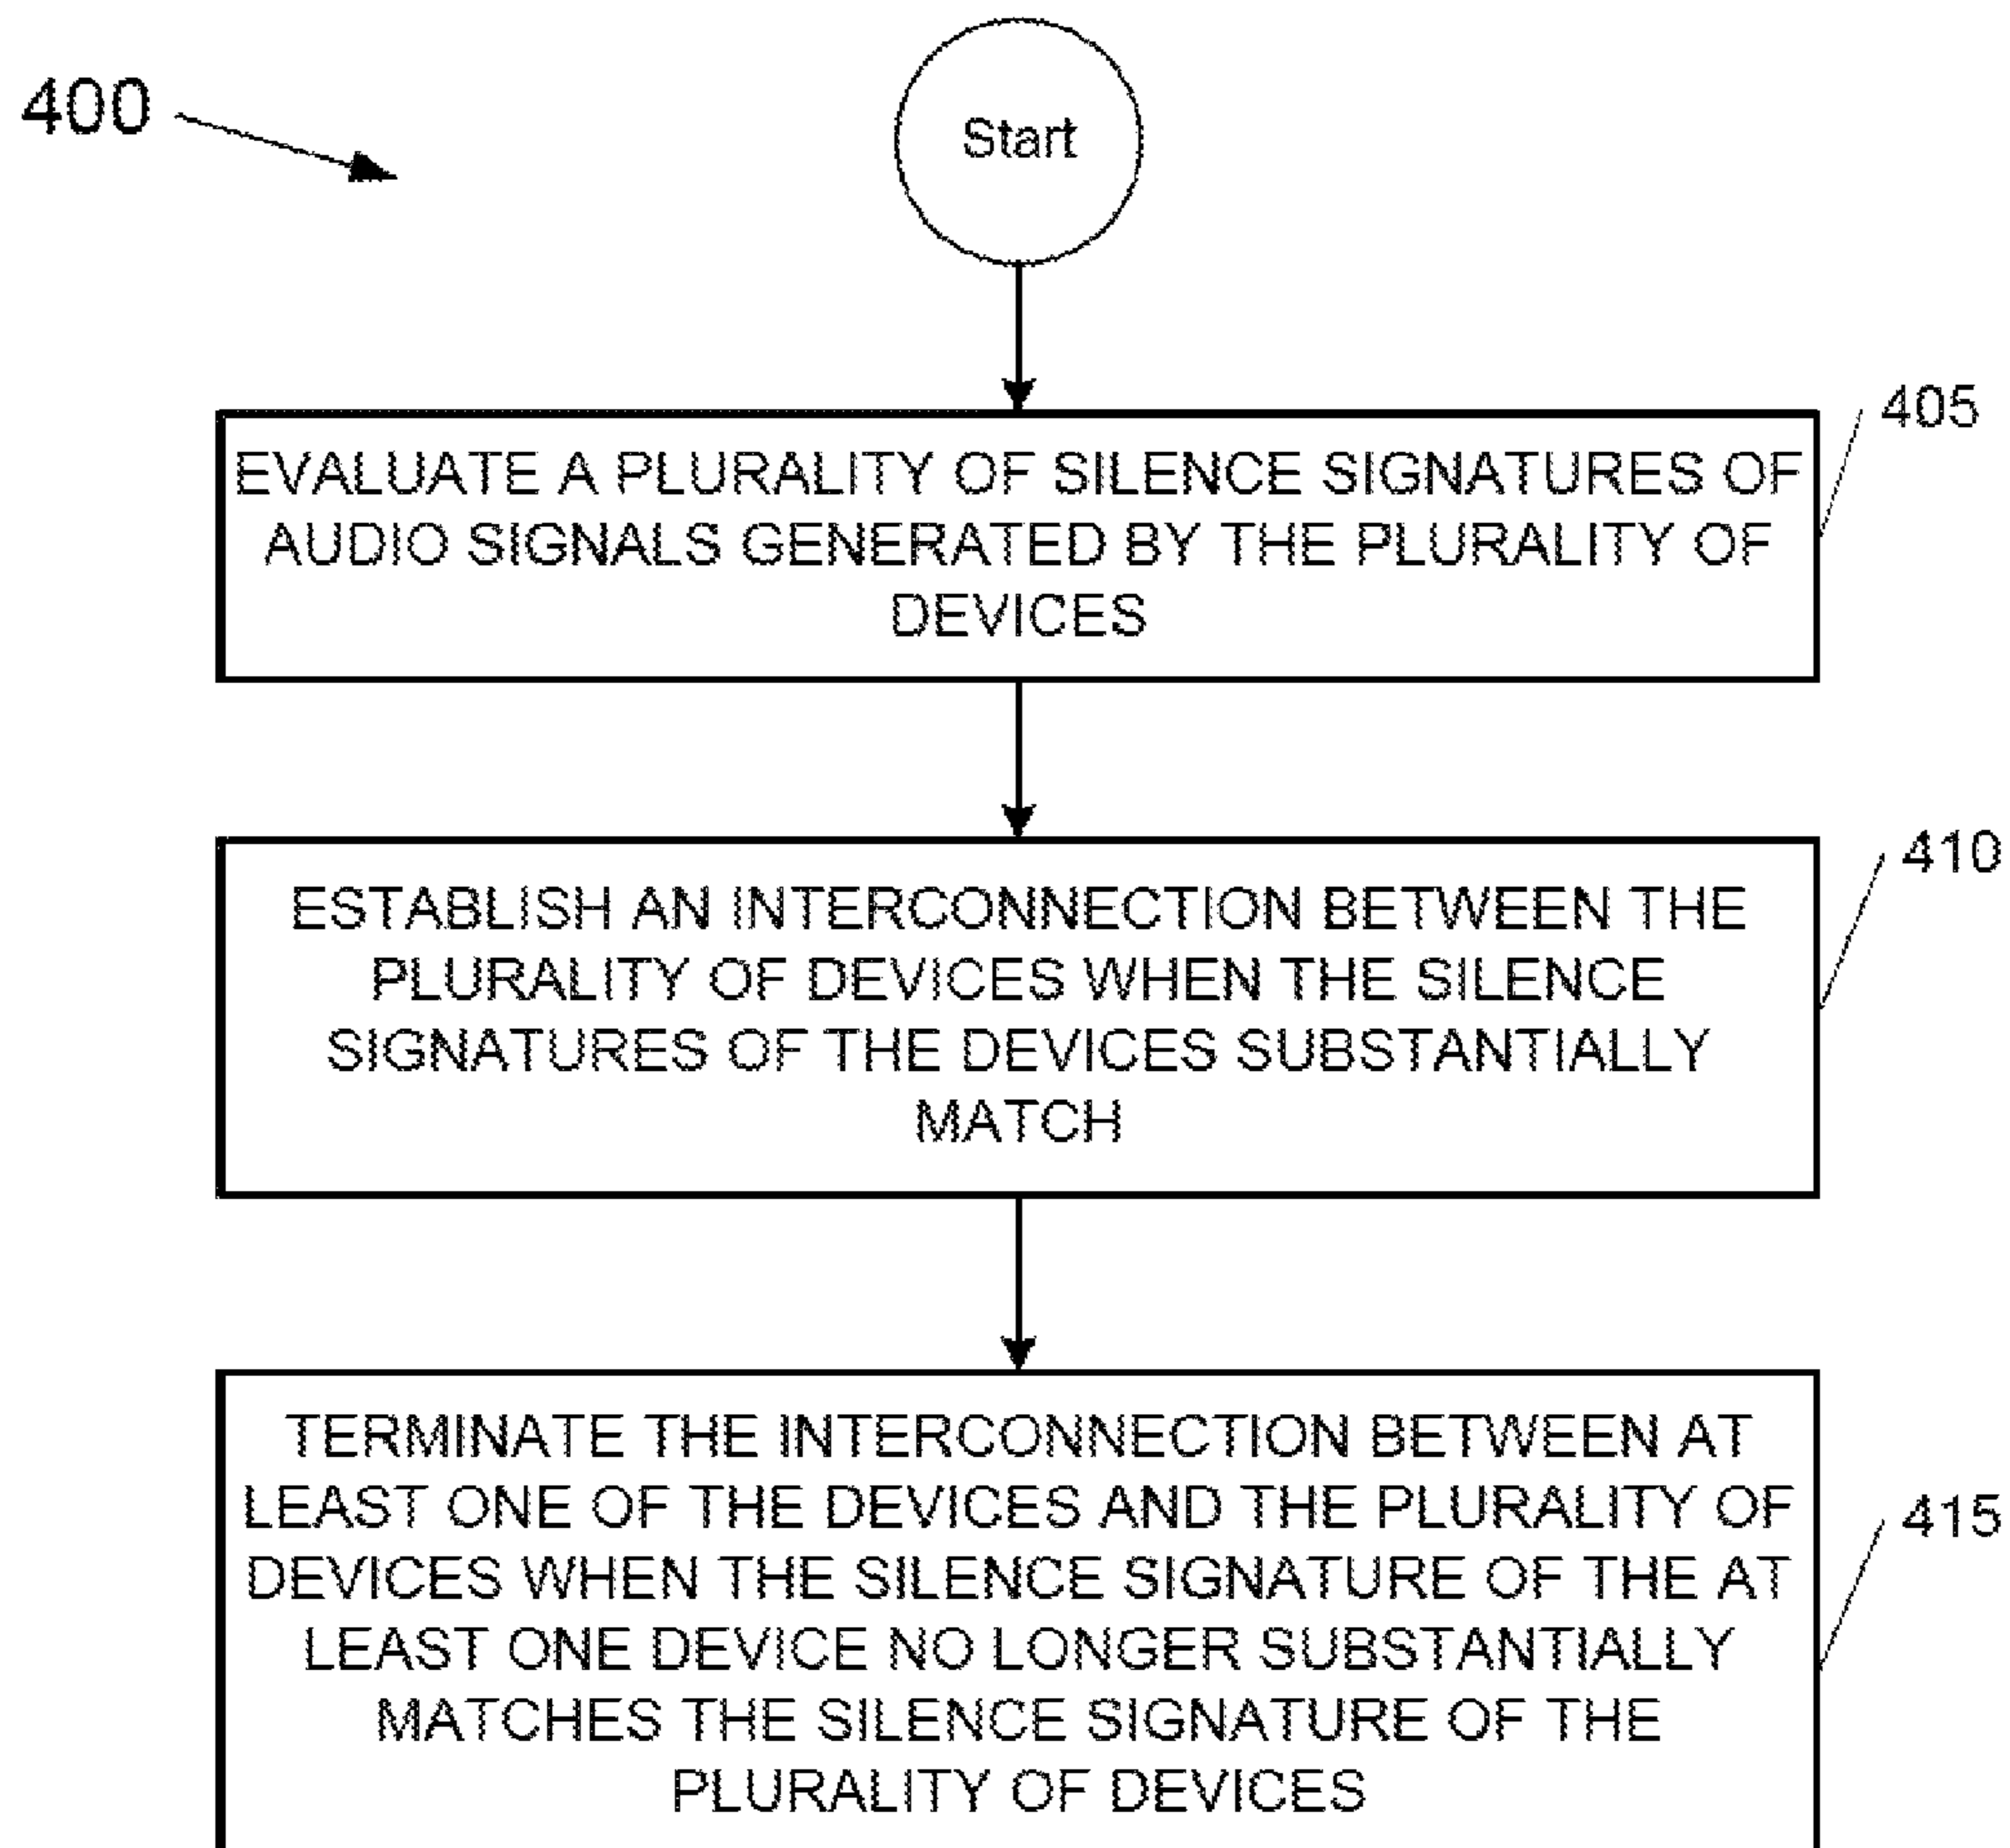 400
Start
405
EVALUATE A PLURALITY OF SILENCE SIGNATURES OF
AUDIO SIGNALS GENERATED BY THE PLURALITY OF
DEVICES
410
ESTABLISH AN INTERCONNECTION BETWEEN THE
PLURALITY OF DEVICES WHEN THE SILENCE
SIGNATURES OF THE DEVICES SUBSTANTIALLY
MATCH
TERMINATE THE INTERCONNECTION BETWEEN AT
LEAST ONE OF THE DEVICES AND THE PLURALITY OF
415
DEVICES WHEN THE SILENCE SIGNATURE OF THE AT
LEAST ONE DEVICE NO LONGER SUBSTANTIALLY
MATCHES THE SILENCE SIGNATURE OF THE
PLURALITY OF DEVICES